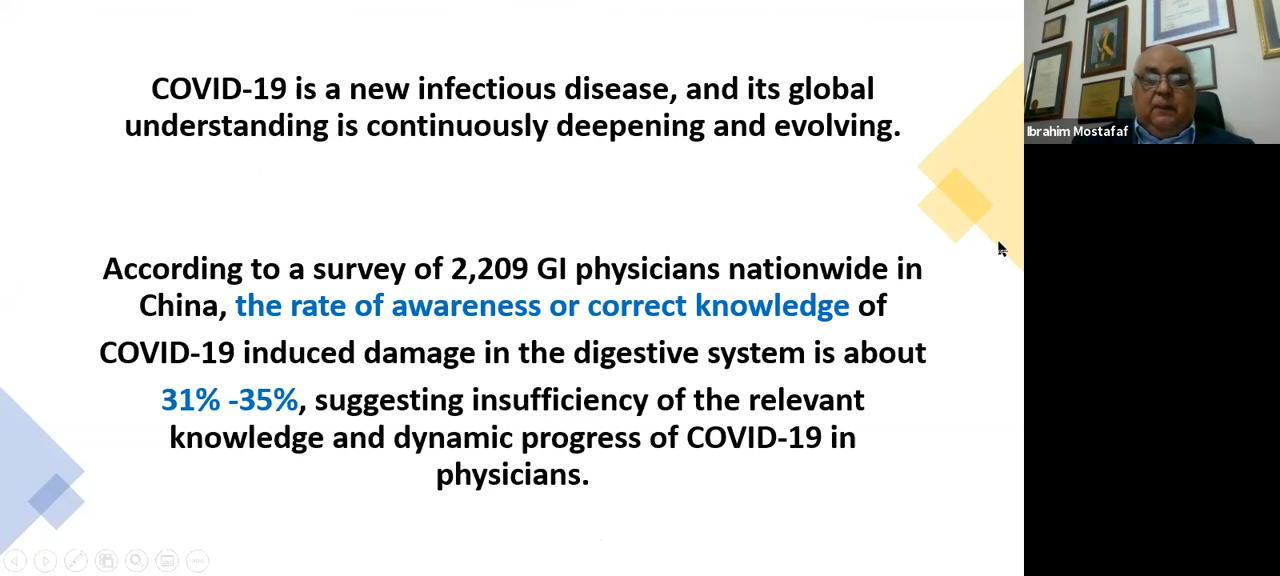 COVID-19 is a new infectious disease, and its global
understanding is continuously deepening and evolving.
According to a survey of 2,209 GI physicians nationwide in
China, the rate of awareness or correct knowledge of
COVID-19 induced damage in the digestive system is about
31% -35%, suggesting insufficiency of the relevant
knowledge and dynamic progress of COVID-19 in
physicians.
Ibrahim Mostafaf